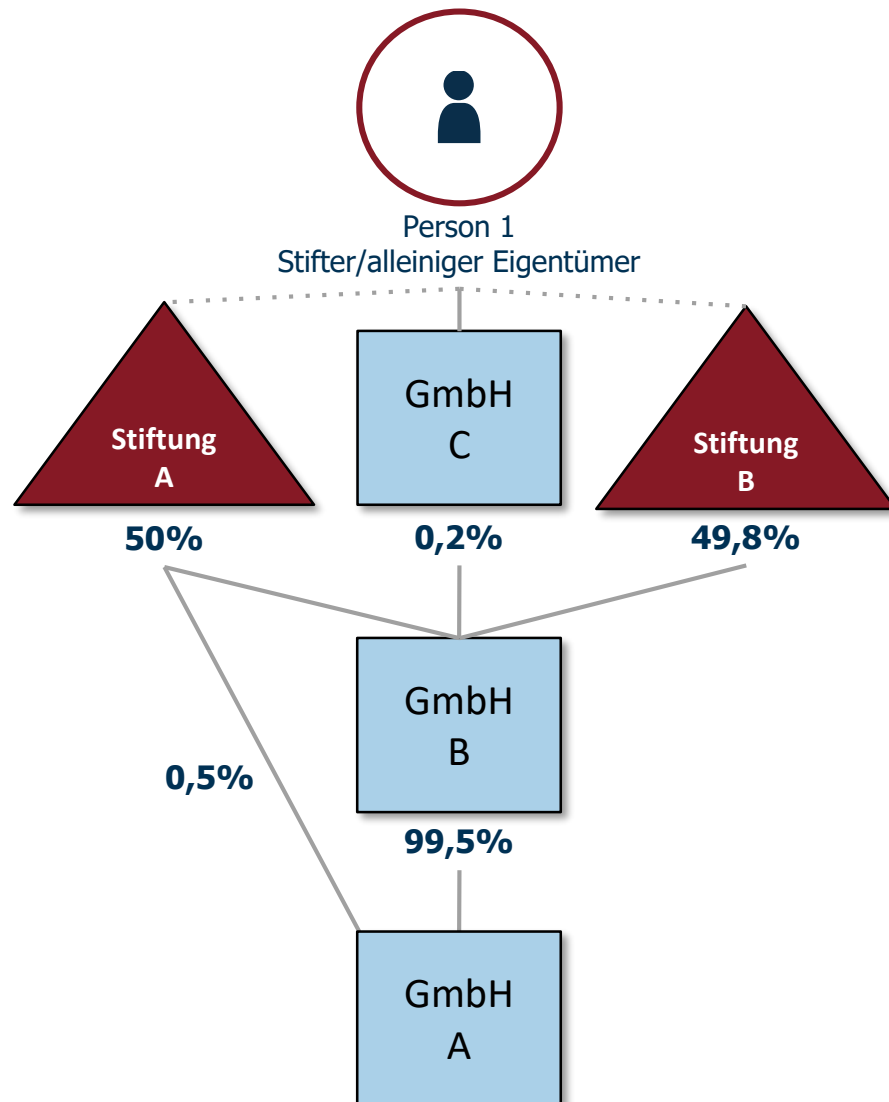 Person 1
Stifter/alleiniger Eigentümer
Stiftung
A
GmbH
C
Stiftung
B
50%
0,2%
49,8%
GmbH
B
0,5%
99,5%
GmbH
A